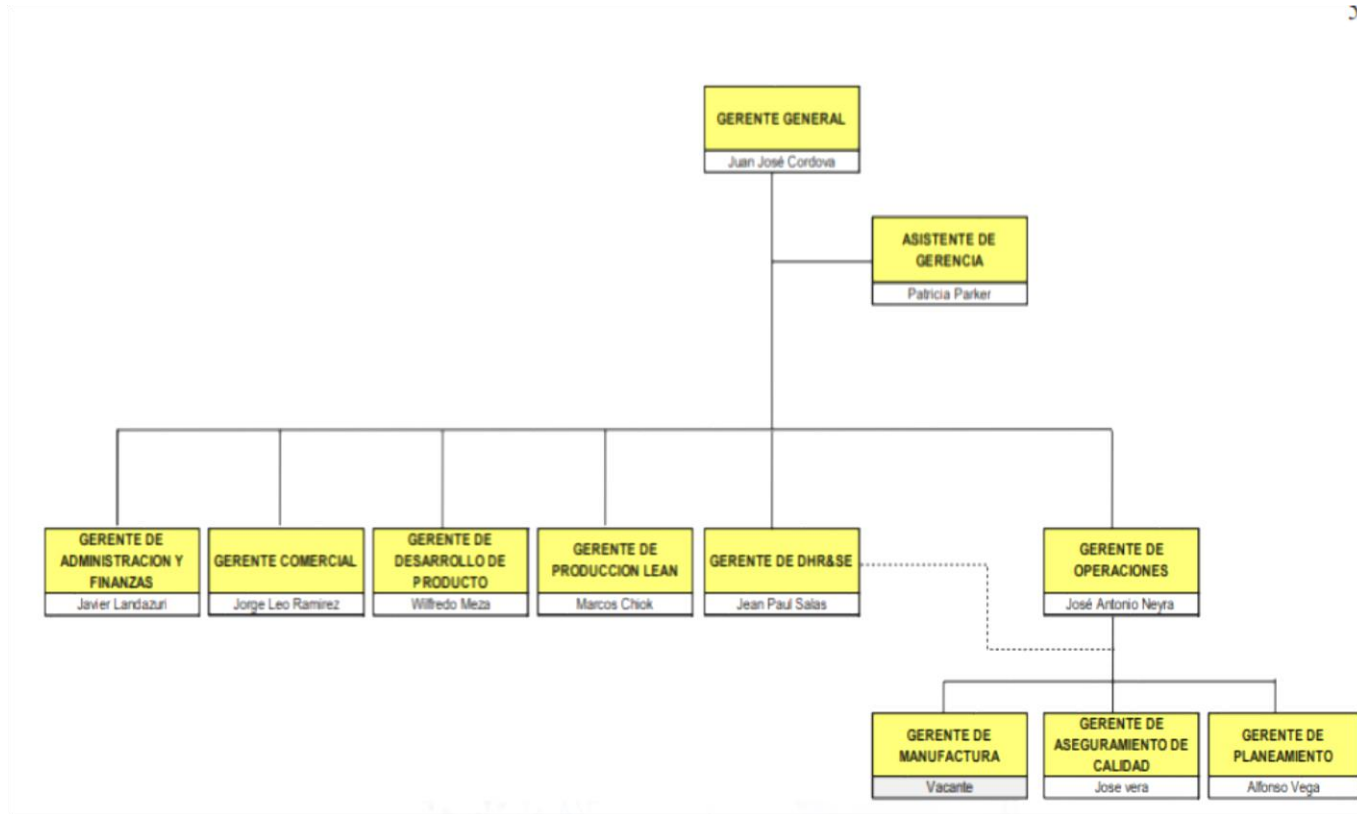 GERENTE GENERAL
Juan José Cordova
ASISTENTE DE
GERENCIA
Patricia Parker
GERENTE DE
ADMINISTRACION Y
FINANZAS
Javier Landazuri
GERENTE COMERCIAL
Jorge Leo Ramirez
GERENTE DE
DESARROLLO DE
PRODUCTO
Wilfredo Meza
GERENTE DE
PRODUCCION LEAN
Marcos Chiok
GERENTE DE DHR&SE
Jean Paul Salas
GERENTE DE
OPERACIONES
José Antonio Neyra
GERENTE DE
MANUFACTURA
Vacante
GERENTE DE
ASEGURAMIENTO DE
CALIDAD
Jose vera
GERENTE DE
PLANEAMIENTO
Alfonso Vega